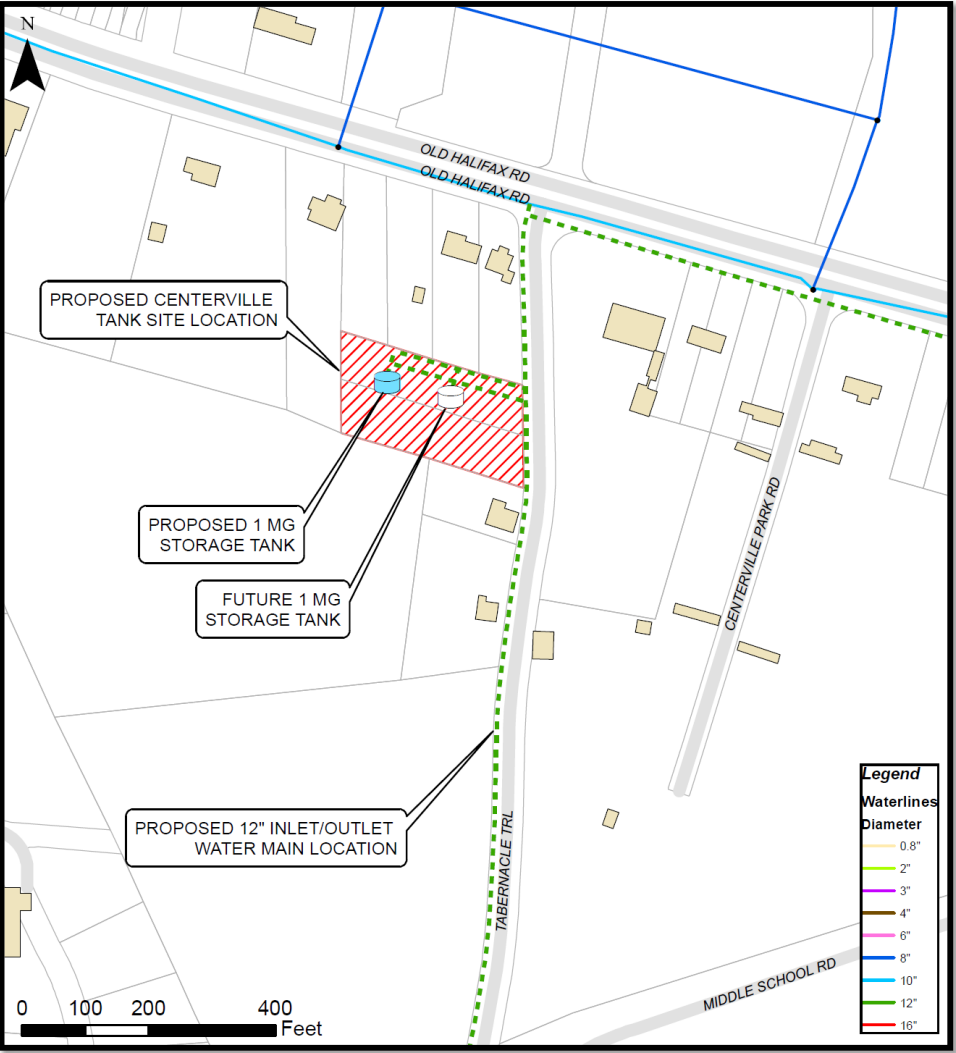 N
OLD HALIFAX RD
OLD HALIFAX RD
PROPOSED CENTERVILLE
TANK SITE LOCATION
PROPOSED 1 MG
STORAGE TANK
FUTURE 1 MG
STORAGE TANK
CENTERVILLE PARK RD
PROPOSED 12" INLET/OUTLET
WATER MAIN LOCATION
TABERNACLE TRL
MIDDLE SCHOOL RD
Legend
Waterlines
Diameter
0.8"
2"
3"
4"
6"
8"
10"
12"
16"
0 100 200 400
Feet